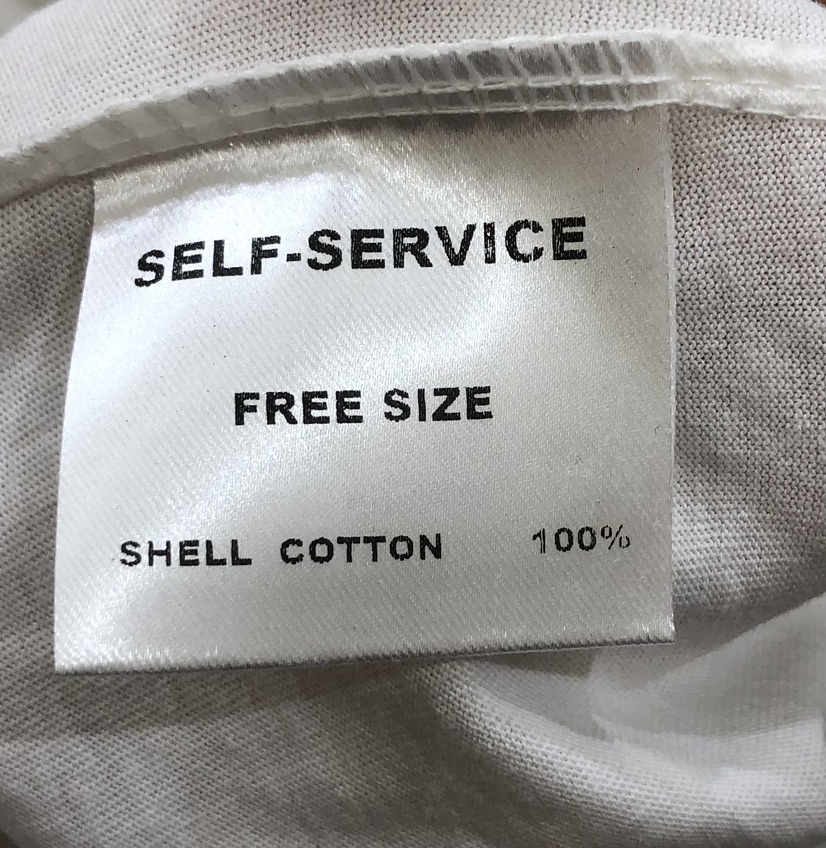 SELF-SERVICE
FREE SIZE
SHELL COTTON 100%